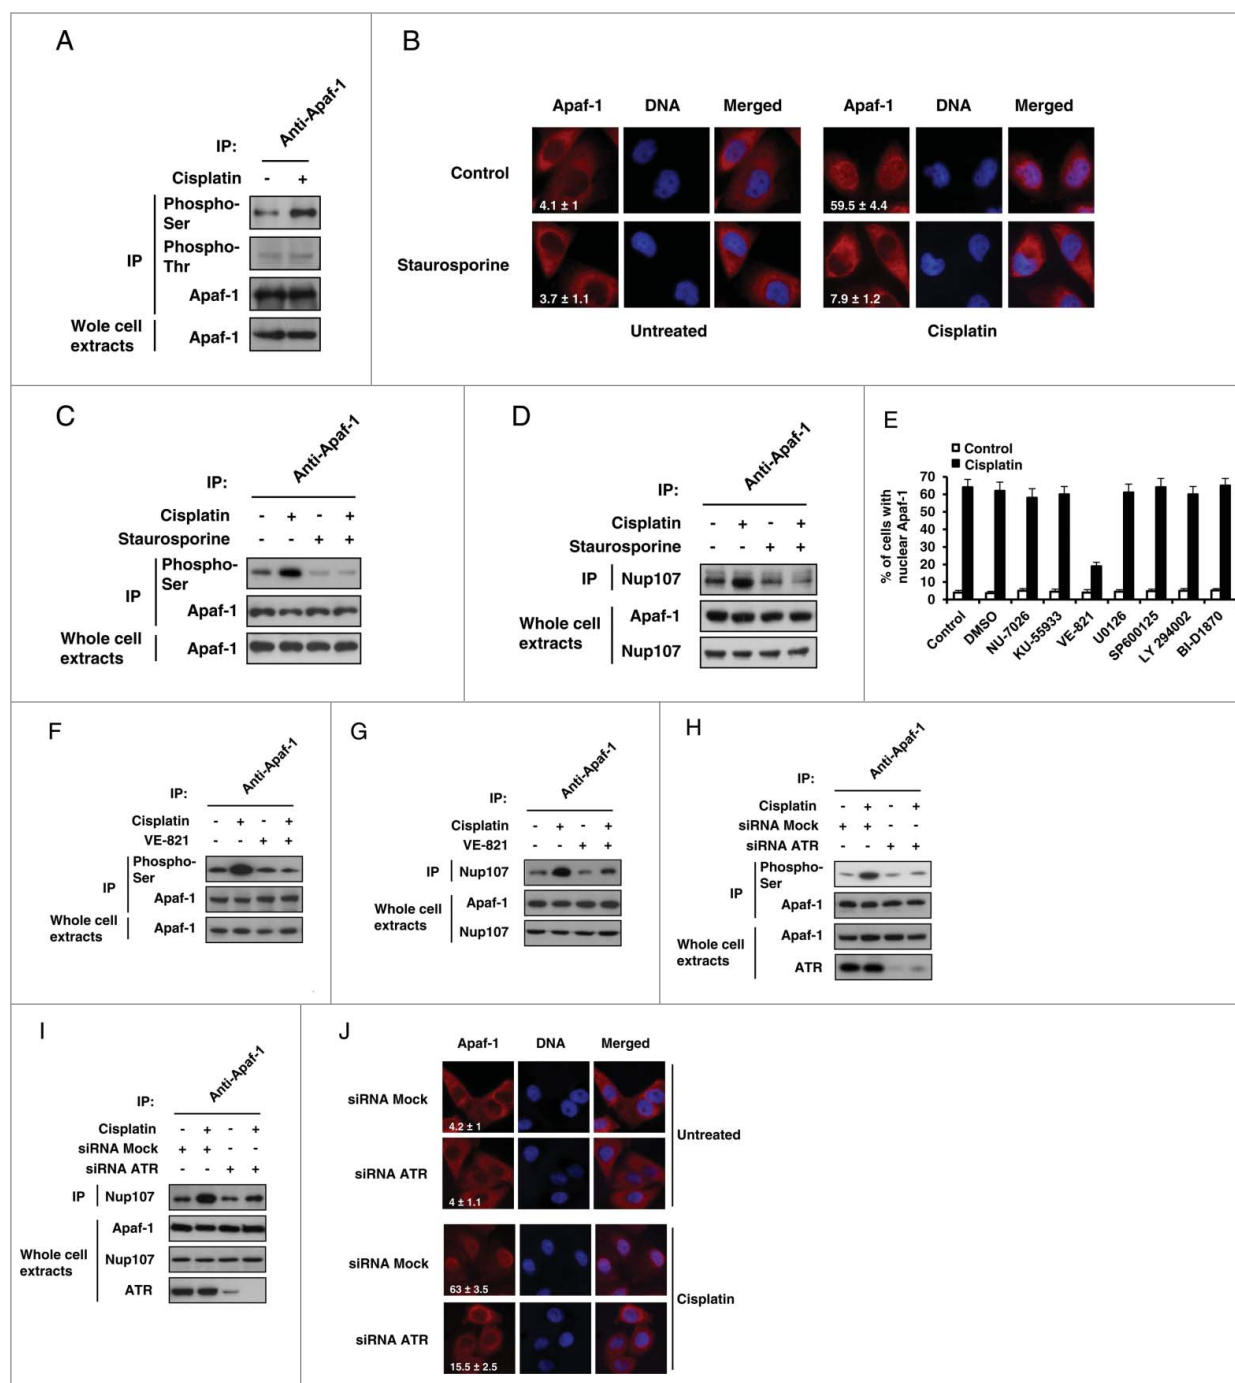 A
IP:
Anti-Apaf-1
Cisplatin - +
IP
Phospho-
Ser
Phospho-
Thr
Apaf-1
Wole cell
extracts
Apaf-1
B
Apaf-1 DNA Merged Apaf-1 DNA Merged
Control
4.1 ± 1
59.5 ± 4.4
Staurosporine
3.7 ± 1.1
7.9 ± 1.2
Untreated
Cisplatin
C
IP:
Anti-Apaf-1
Cisplatin - + - +
Staurosporine - - + +
IP
Phospho-
Ser
Apaf-1
Whole cell
extracts
Apaf-1
D
IP:
Anti-Apaf-1
Cisplatin - + - +
Staurosporine - - + +
IP
Nup107
Whole cell
extracts
Apaf-1
Nup107
E
Control
Cisplatin
% of cells with
nuclear Apaf-1
70
60
50
40
30
20
10
0
Control
DMSO
NU-7026
KU-55933
VE-821
U0126
SP600125
LY 294002
BI-D1870
F
IP:
Anti-Apaf-1
Cisplatin - + - +
VE-821 - - + +
IP
Phospho-
Ser
Apaf-1
Whole cell
extracts
Apaf-1
G
IP:
Anti-Apaf-1
Cisplatin - + - +
VE-821 - - + +
IP
Nup107
Whole cell
extracts
Apaf-1
Nup107
H
IP:
Anti-Apaf-1
Cisplatin - + - +
siRNA Mock + + - -
siRNA ATR - - + +
IP
Phospho-
Ser
Apaf-1
Whole cell
extracts
Apaf-1
ATR
I
IP:
Anti-Apaf-1
Cisplatin - + - +
siRNA Mock + + - -
siRNA ATR - - + +
IP
Nup107
Whole cell
extracts
Apaf-1
Nup107
ATR
J
Apaf-1 DNA Merged
siRNA Mock
4.2 ± 1
siRNA ATR
4 ± 1.1
Untreated
siRNA Mock
63 ± 3.5
siRNA ATR
15.5 ± 2.5
Cisplatin